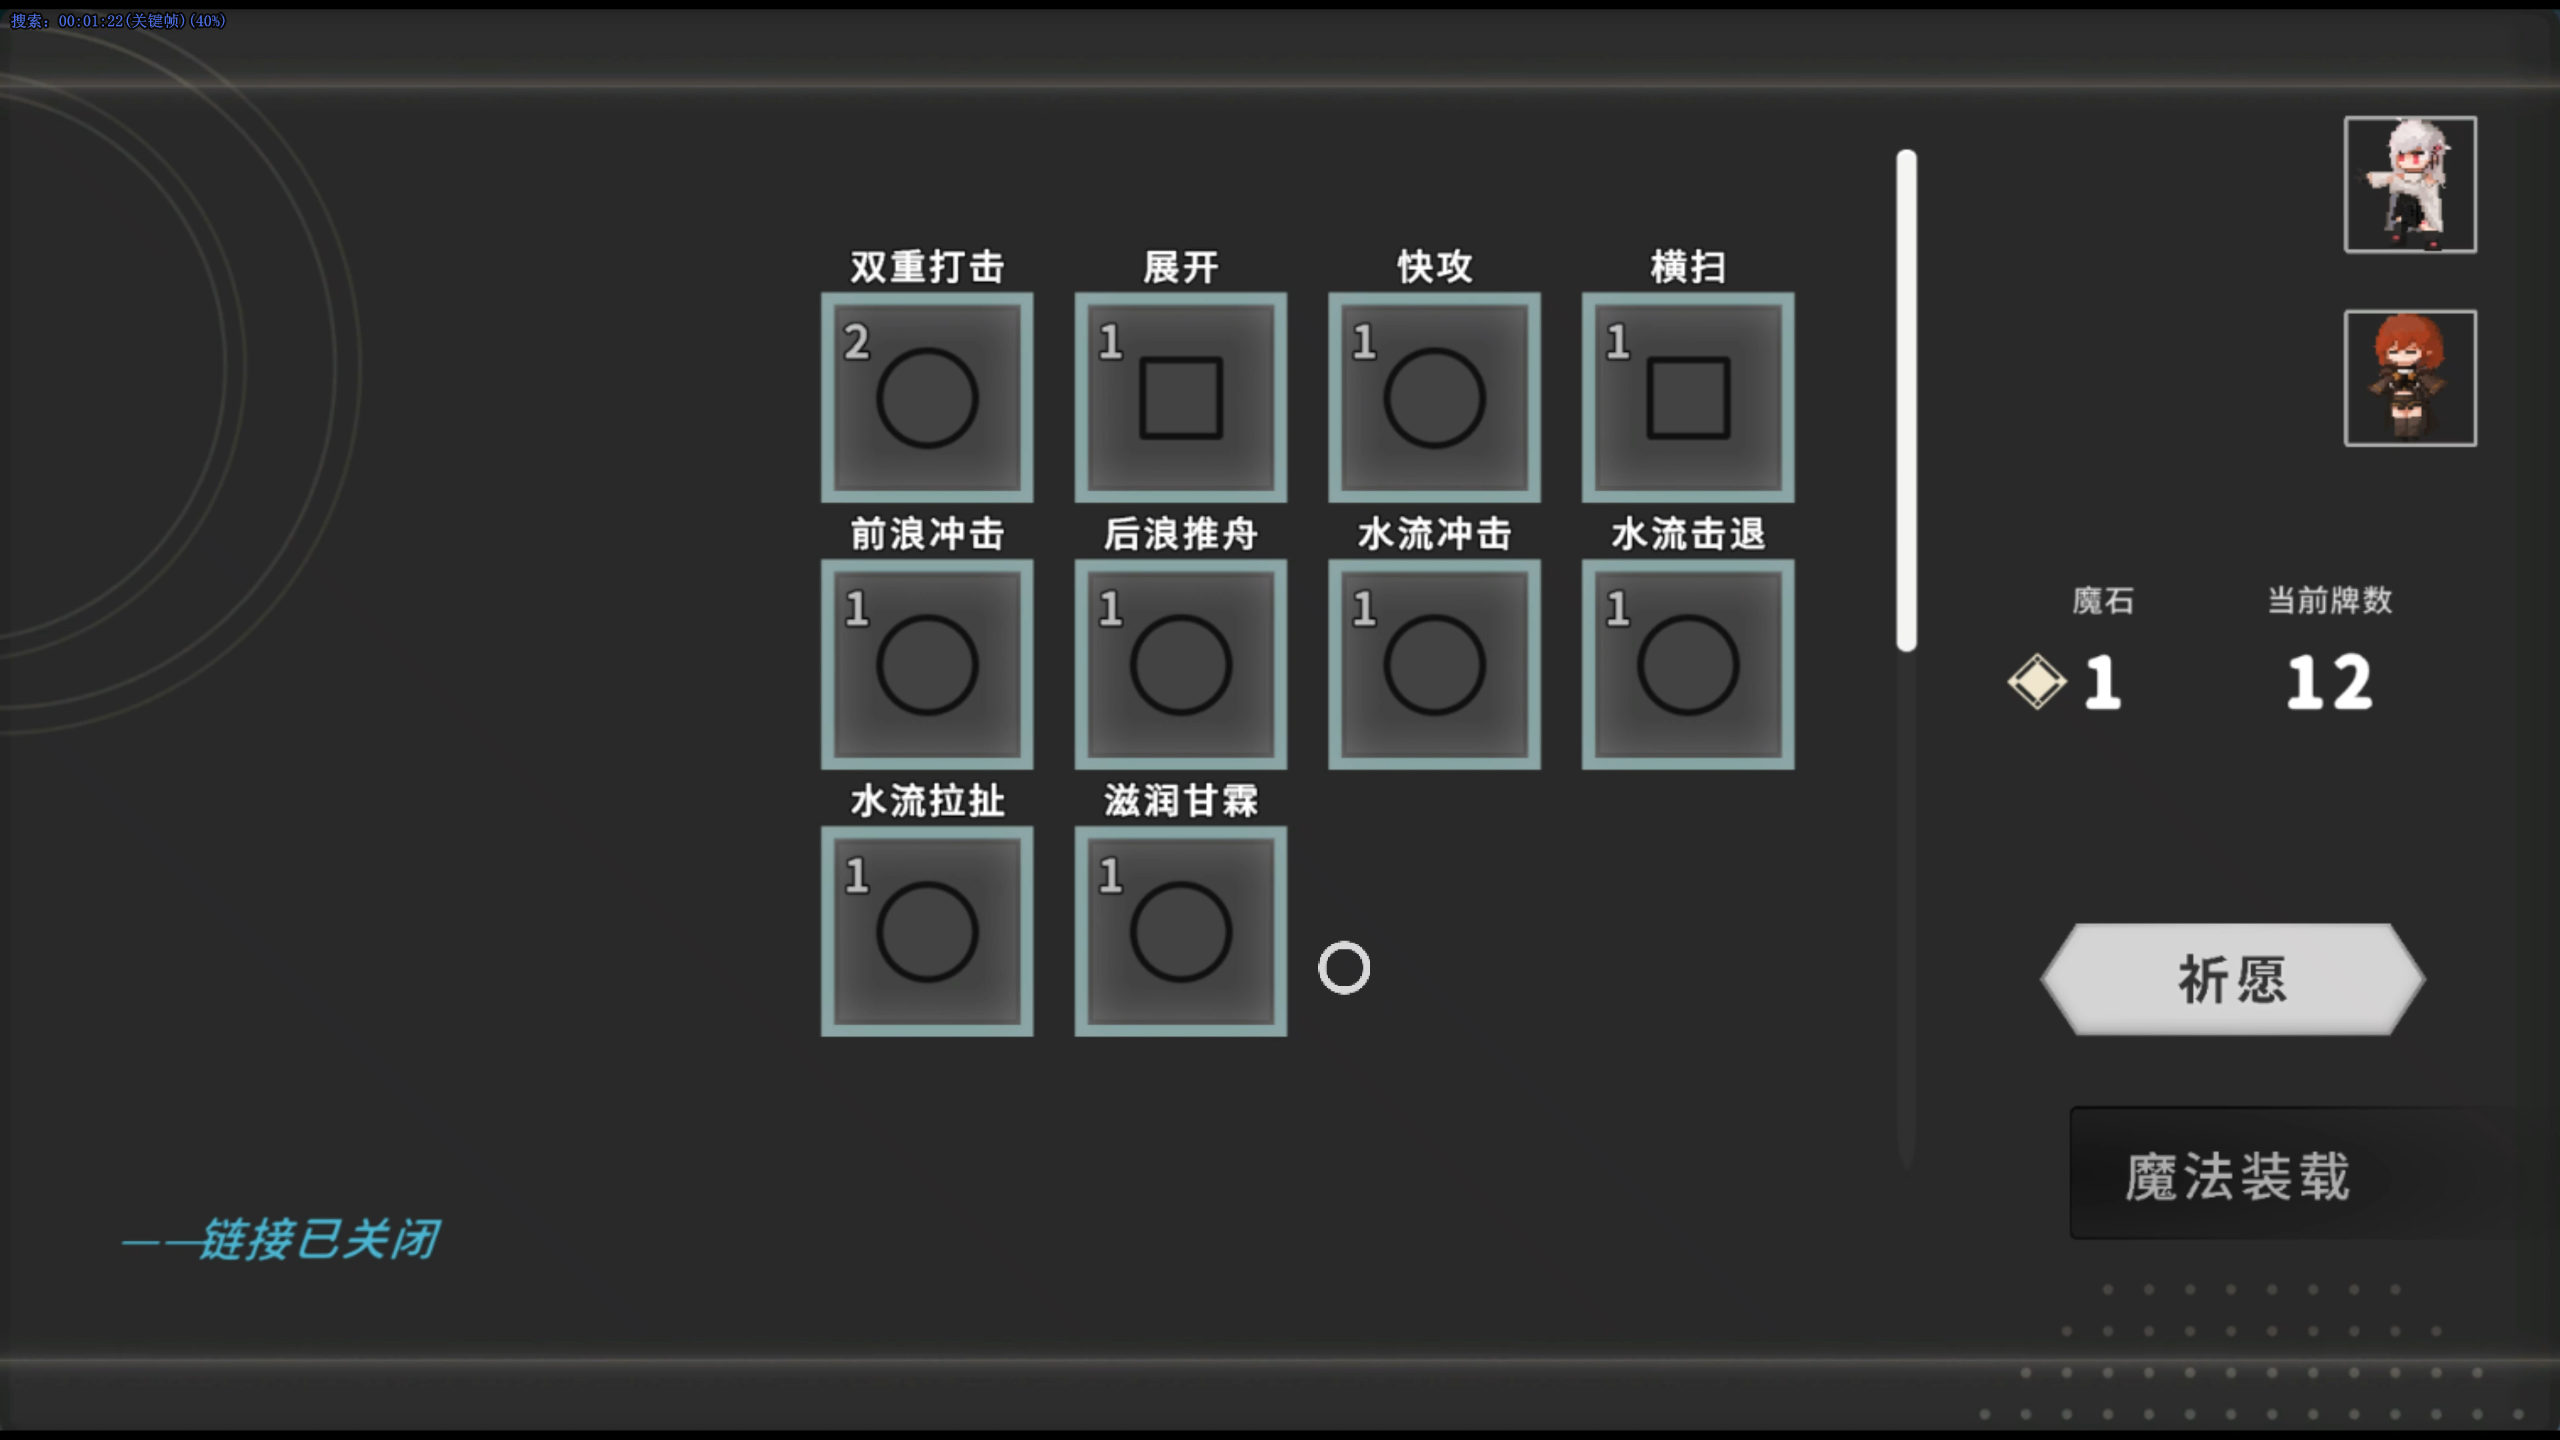 搜索: 00:01:22(关键帧)(40%)
双重打击 展开 快攻 横扫
2 1 1 1
前浪冲击 后浪推舟 水流冲击 水流击退
1 1 1 1
水流拉扯 滋润甘霖
1 1
魔石 当前牌数
1 12
祈愿
魔法装载
——链接已关闭